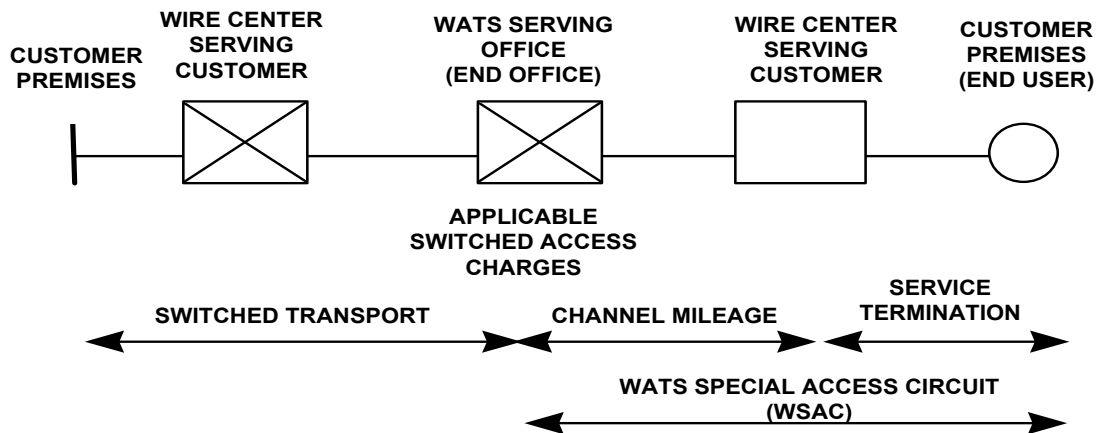 CUSTOMER
PREMISES
WIRE CENTER
SERVING
CUSTOMER
WATS SERVING
OFFICE
(END OFFICE)
WIRE CENTER
SERVING
CUSTOMER
CUSTOMER
PREMISES
(END USER)
APPLICABLE
SWITCHED ACCESS
CHARGES
SWITCHED TRANSPORT
CHANNEL MILEAGE
SERVICE
TERMINATION
WATS SPECIAL ACCESS CIRCUIT
(WSAC)